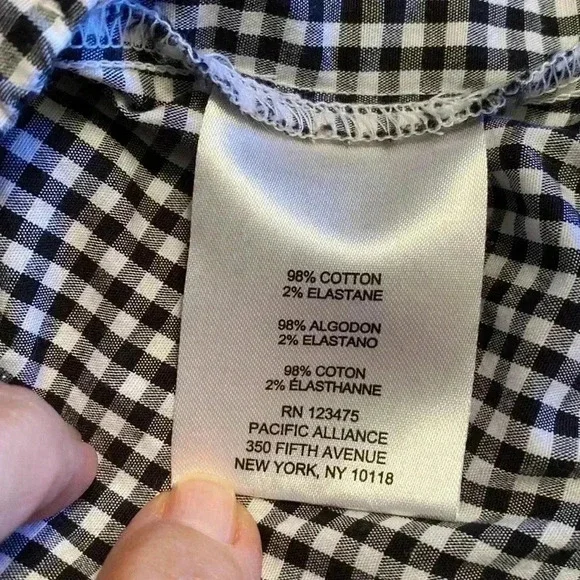 98% COTTON
2% ELASTANE
98% ALGODON
2% ELASTANO
98% COTON
2% ÉLASTHANNE
RN 123475
PACIFIC ALLIANCE
350 FIFTH AVENUE
NEW YORK, NY 10118